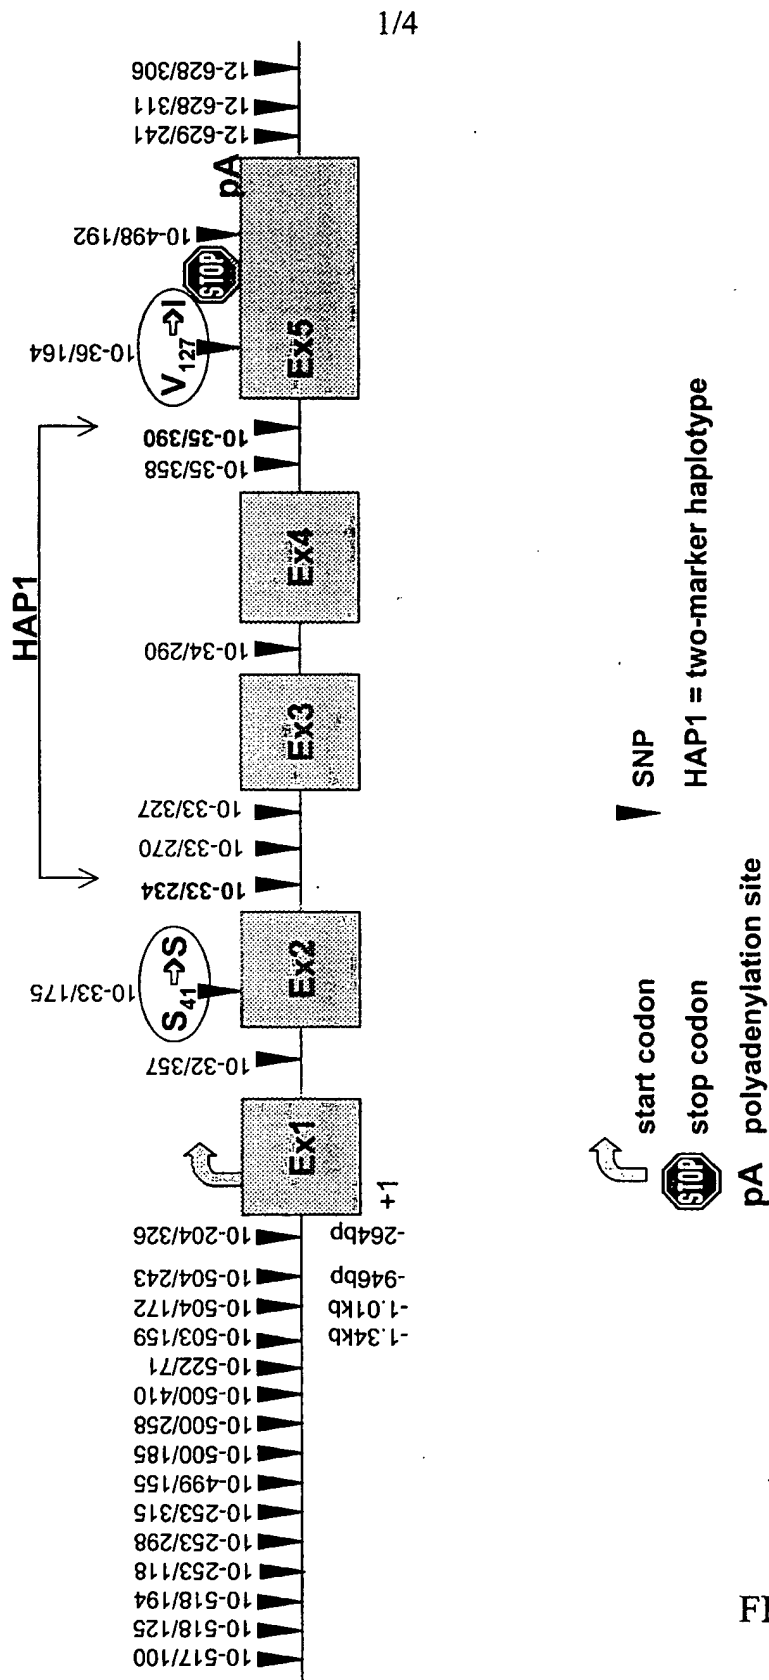 1/4
HAP1
10-517/100
10-518/125
10-518/194
10-253/118
10-253/298
10-253/315
10-499/155
10-500/185
10-500/258
10-500/410
10-522/71
10-503/159
10-504/172
10-504/243
10-204/326
-1.34kb
-1.01kb
-946bp
-264bp
+1
Ex1
10-32/357
10-33/175
S41⇨S
Ex2
10-33/234
10-33/270
10-33/327
Ex3
10-34/290
Ex4
10-35/358
10-35/390
10-36/164
V127⇨I
Ex5
STOP
10-498/192
pA
12-629/241
12-628/311
12-628/306
start codon
SNP
STOP stop codon
HAP1 = two-marker haplotype
pA polyadenylation site